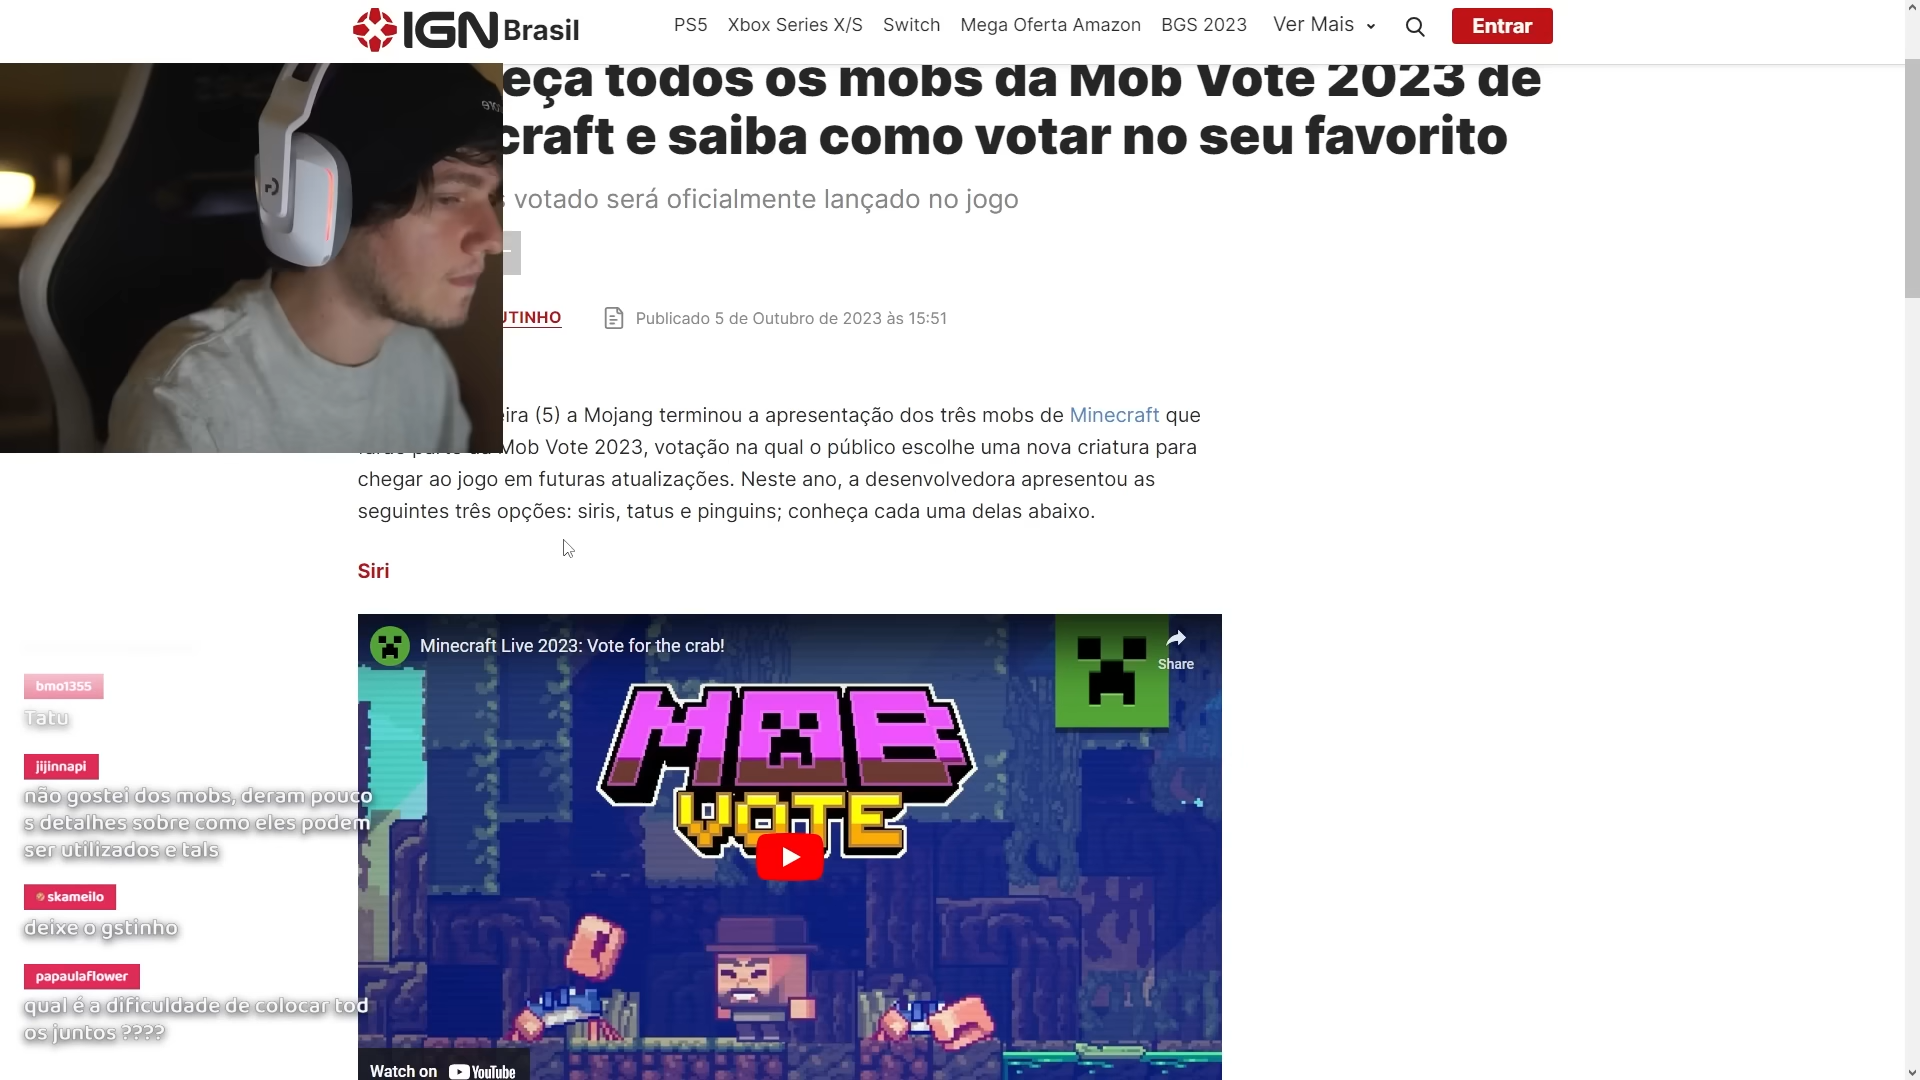 IGN Brasil
PS5 Xbox Series X/S Switch Mega Oferta Amazon BGS 2023 Ver Mais Entrar
eça todos os mobs da Mob Vote 2023 de
craft e saiba como votar no seu favorito
votado será oficialmente lançado no jogo
UTINHO Publicado 5 de Outubro de 2023 às 15:51
eira (5) a Mojang terminou a apresentação dos três mobs de Minecraft que
Mob Vote 2023, votação na qual o público escolhe uma nova criatura para
chegar ao jogo em futuras atualizações. Neste ano, a desenvolvedora apresentou as
seguintes três opções: siris, tatus e pinguins; conheça cada uma delas abaixo.
Siri
Minecraft Live 2023: Vote for the crab!
Share
MOB
VOTE
Watch on YouTube
bmo1355
Tatu
jijinnapi
não gostei dos mobs, deram pouco
s detalhes sobre como eles podem
ser utilizados e tals
skameilo
deixe o gstinho
papaulaflower
qual é a dificuldade de colocar tod
os juntos ????